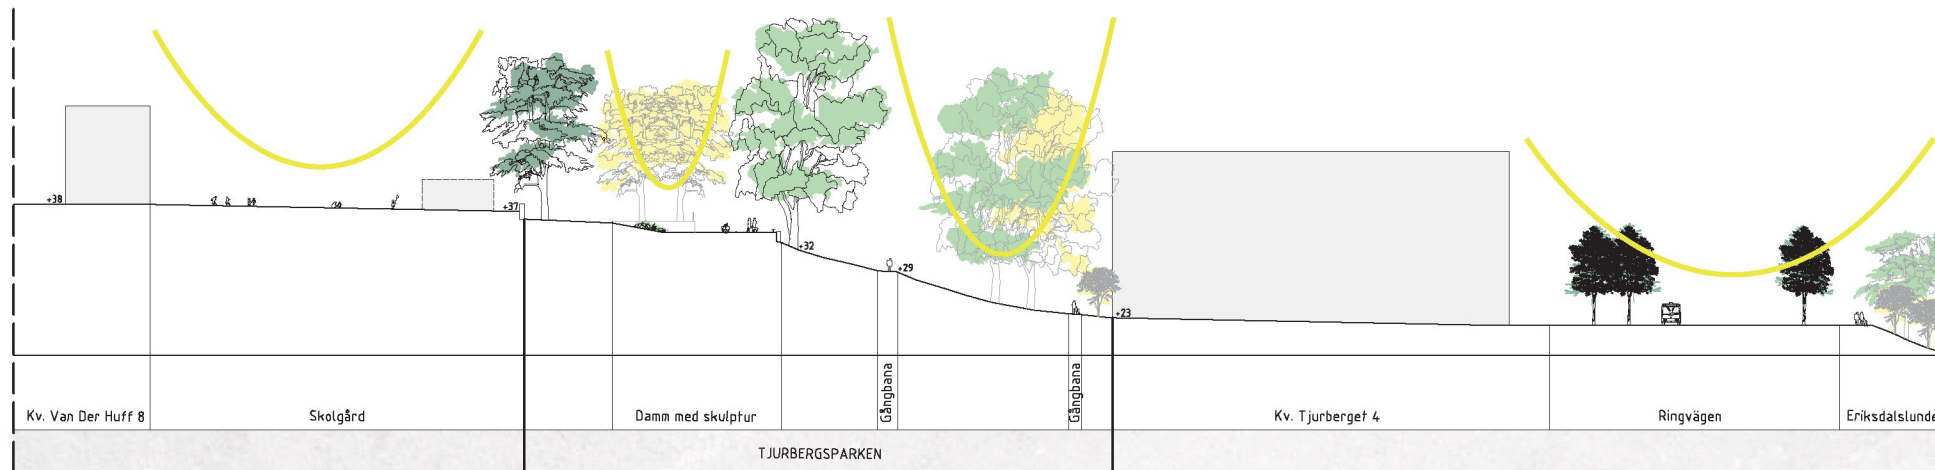 +38
+37
+32
+29
+23
Kv. Van Der Huff 8
Skolgård
Damm med skulptur
Gångbana
Gångbana
Kv. Tjurberget 4
Ringvägen
Eriksdalslunde
TJURBERGSPARKEN